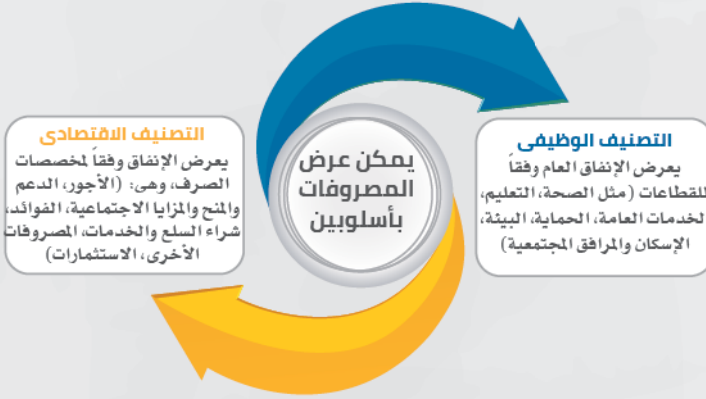 يمكن عرض
المصروفات
بأسلوبين
التصنيف الوظيفى
يعرض الإنفاق العام وفقاً
للقطاعات (مثل الصحة، التعليم،
الخدمات العامة، الحماية، البيئة،
الإسكان والمرافق المجتمعية)
التصنيف الاقتصادى
يعرض الإنفاق وفقاً لمخصصات
الصرف، وهى: (الأجور، الدعم
والمنح والمزايا الاجتماعية، الفوائد،
شراء السلع والخدمات، المصروفات
الأخرى، الاستثمارات)